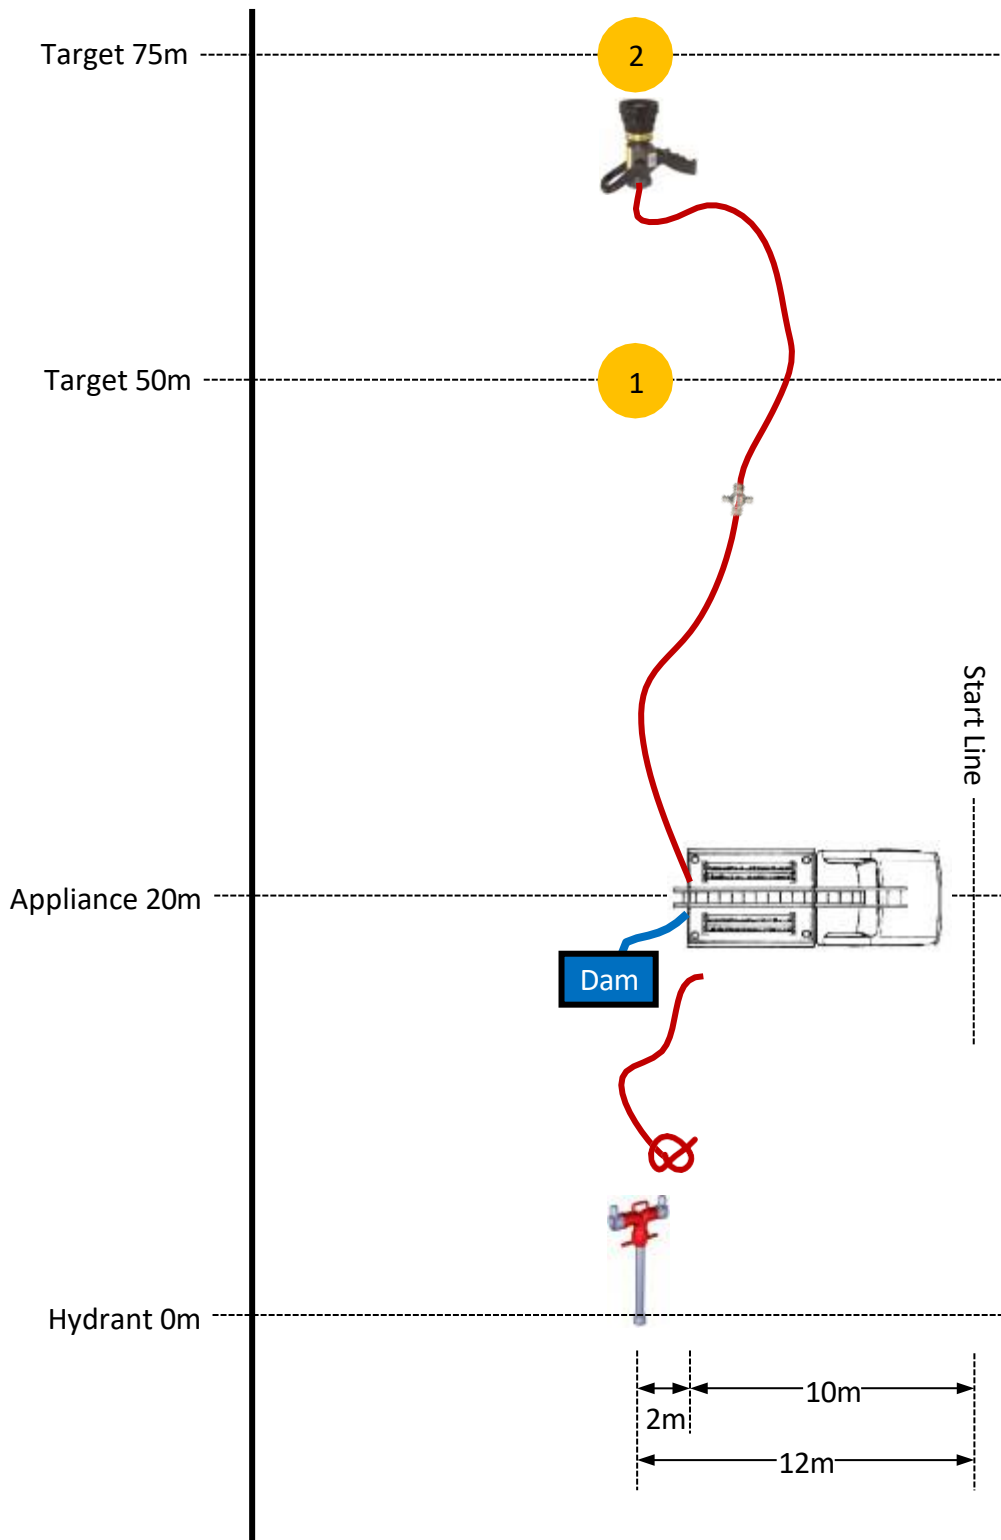 Target 75m
2
Target 50m
1
Start Line
Appliance 20m
Dam
Hydrant 0m
10m
2m
12m